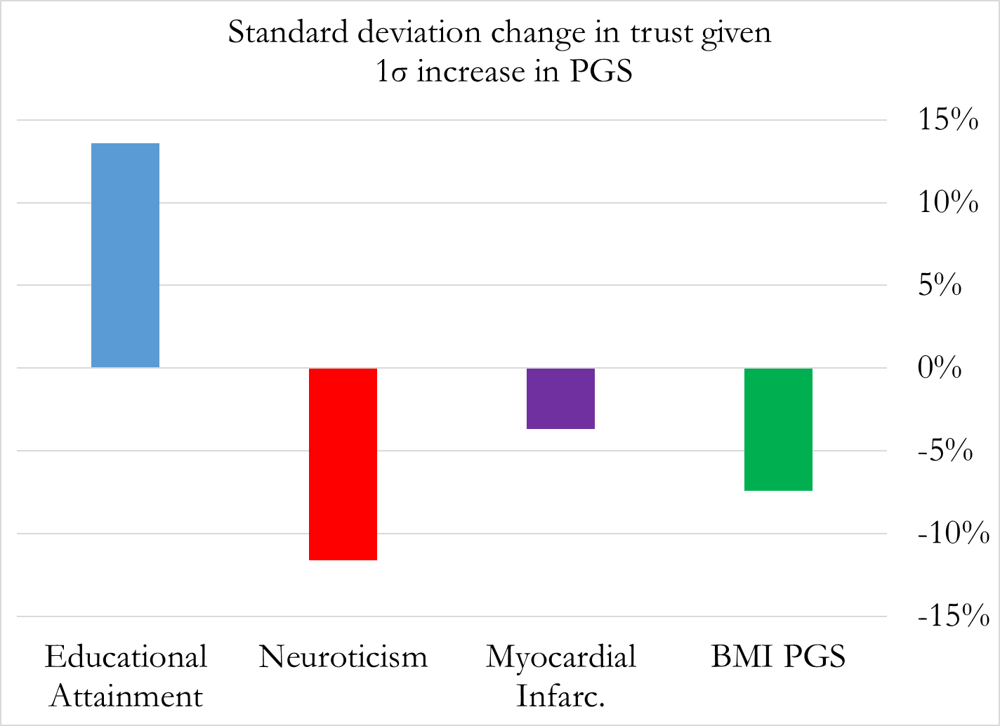 Standard deviation change in trust given
1σ increase in PGS
15%
10%
5%
0%
-5%
-10%
-15%
Educational
Attainment
Neuroticism
Myocardial
Infarc.
BMI PGS